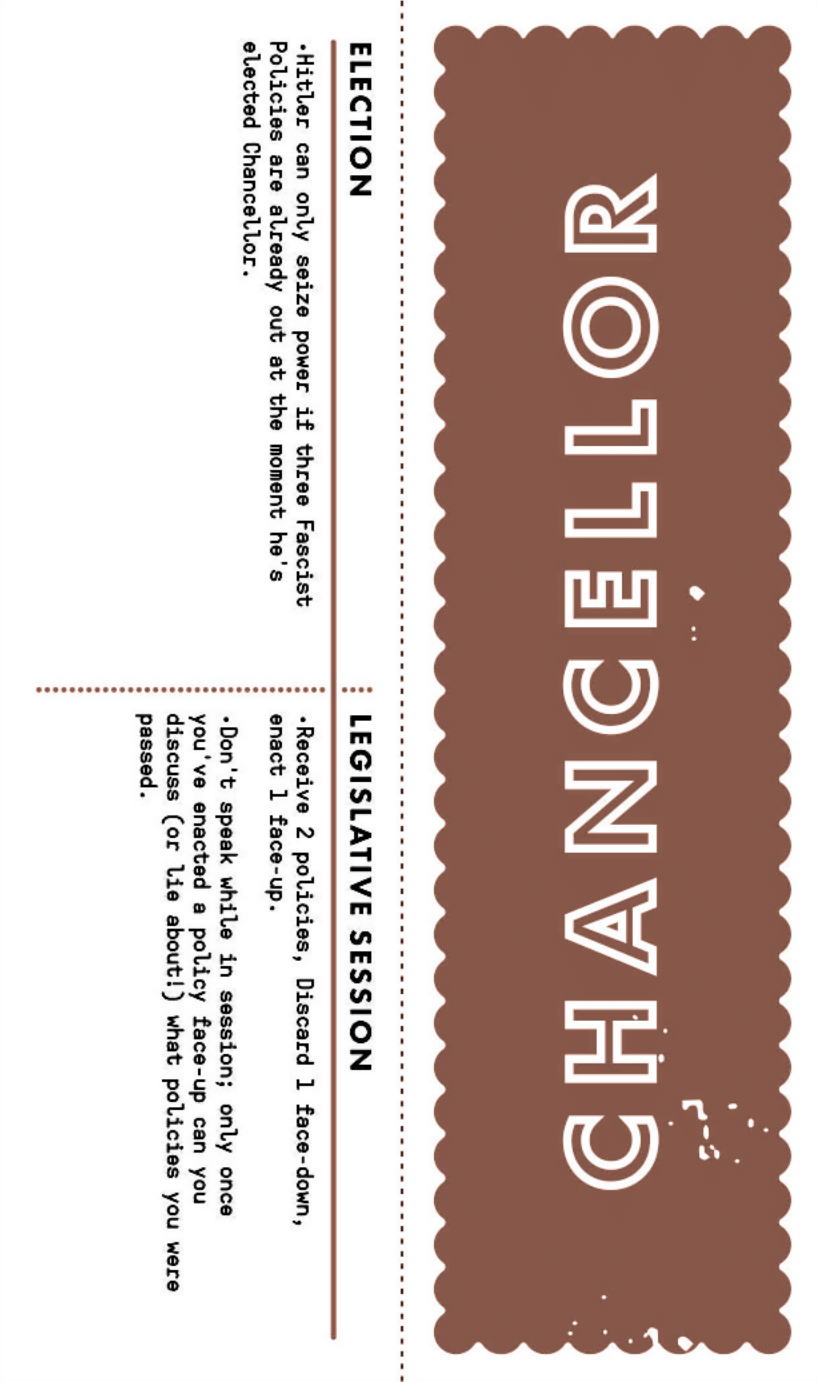 CHANCELLOR
ELECTION
•Hitler can only seize power if three Fascist
Policies are already out at the moment he's
elected Chancellor.
LEGISLATIVE SESSION
•Receive 2 policies, Discard 1 face-down,
enact 1 face-up.
•Don't speak while in session; only once
you've enacted a policy face-up can you
discuss (or lie about!) what policies you were
passed.